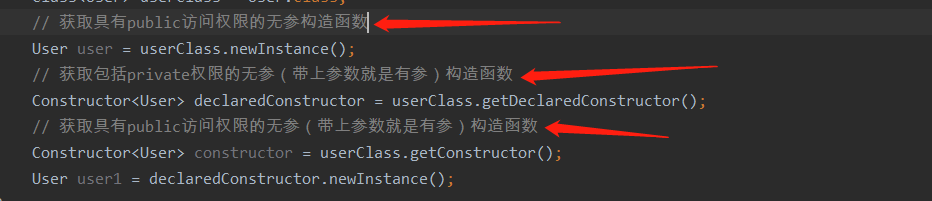 // 获取具有public访问权限的无参构造函数
User user = userClass.newInstance();
// 获取包括private权限的无参（带上参数就是有参）构造函数
Constructor<User> declaredConstructor = userClass.getDeclaredConstructor();
// 获取具有public访问权限的无参（带上参数就是有参）构造函数
Constructor<User> constructor = userClass.getConstructor();
User user1 = declaredConstructor.newInstance();